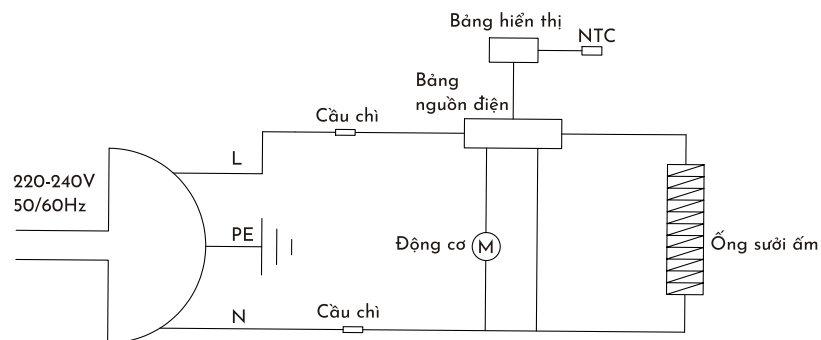 Bảng hiển thị
NTC
Bảng
nguồn điện
Cầu chì
L
220-240V
50/60Hz
PE
Động cơ
M
Ống sưởi ấm
N
Cầu chì